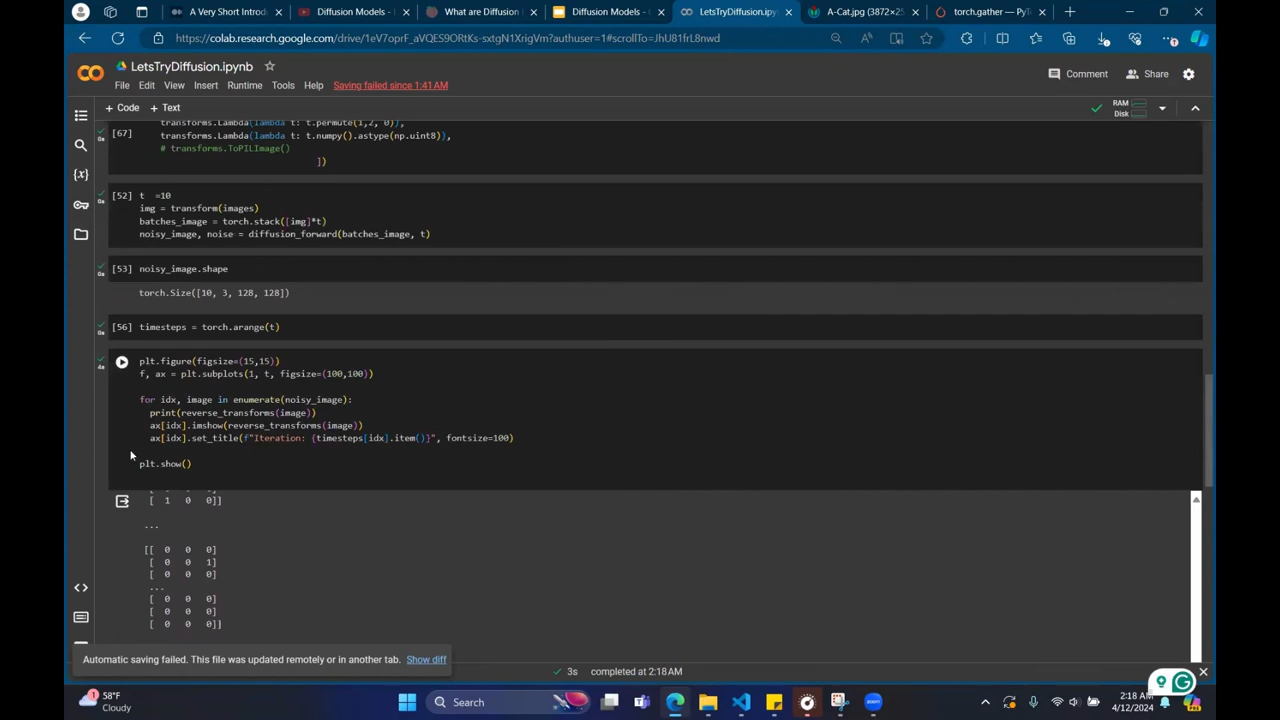 A Very Short Introd
Diffusion Models - I
What are Diffusion I
Diffusion Models - G
LetsTryDiffusion.ipyn
A-Cat.jpg (3872×25
torch.gather — PyTo
https://colab.research.google.com/drive/1eV7oprF_aVQES9ORtKs-sxtgN1XrigVm?authuser=1#scrollTo=JhU81frL8nwd
LetsTryDiffusion.ipynb
File Edit View Insert Runtime Tools Help Saving failed since 1:41 AM
Comment Share
+ Code + Text
RAM
Disk
transforms.Lambda(lambda t: t.permute(1,2, 0)),
[67] transforms.Lambda(lambda t: t.numpy().astype(np.uint8)),
# transforms.ToPILImage()
])
[52] t =10
img = transform(images)
batches_image = torch.stack([img]*t)
noisy_image, noise = diffusion_forward(batches_image, t)
[53] noisy_image.shape
torch.Size([10, 3, 128, 128])
[56] timesteps = torch.arange(t)
plt.figure(figsize=(15,15))
f, ax = plt.subplots(1, t, figsize=(100,100))
for idx, image in enumerate(noisy_image):
print(reverse_transforms(image))
ax[idx].imshow(reverse_transforms(image))
ax[idx].set_title(f"Iteration: {timesteps[idx].item()}", fontsize=100)
plt.show()
[ 1 0 0]]
...
[[ 0 0 0]
[ 0 0 1]
[ 0 0 0]
...
[ 0 0 0]
[ 0 0 0]
[ 0 0 0]]
Automatic saving failed. This file was updated remotely or in another tab. Show diff
3s completed at 2:18 AM
58°F
Cloudy
Search
2:18 AM
4/12/2024